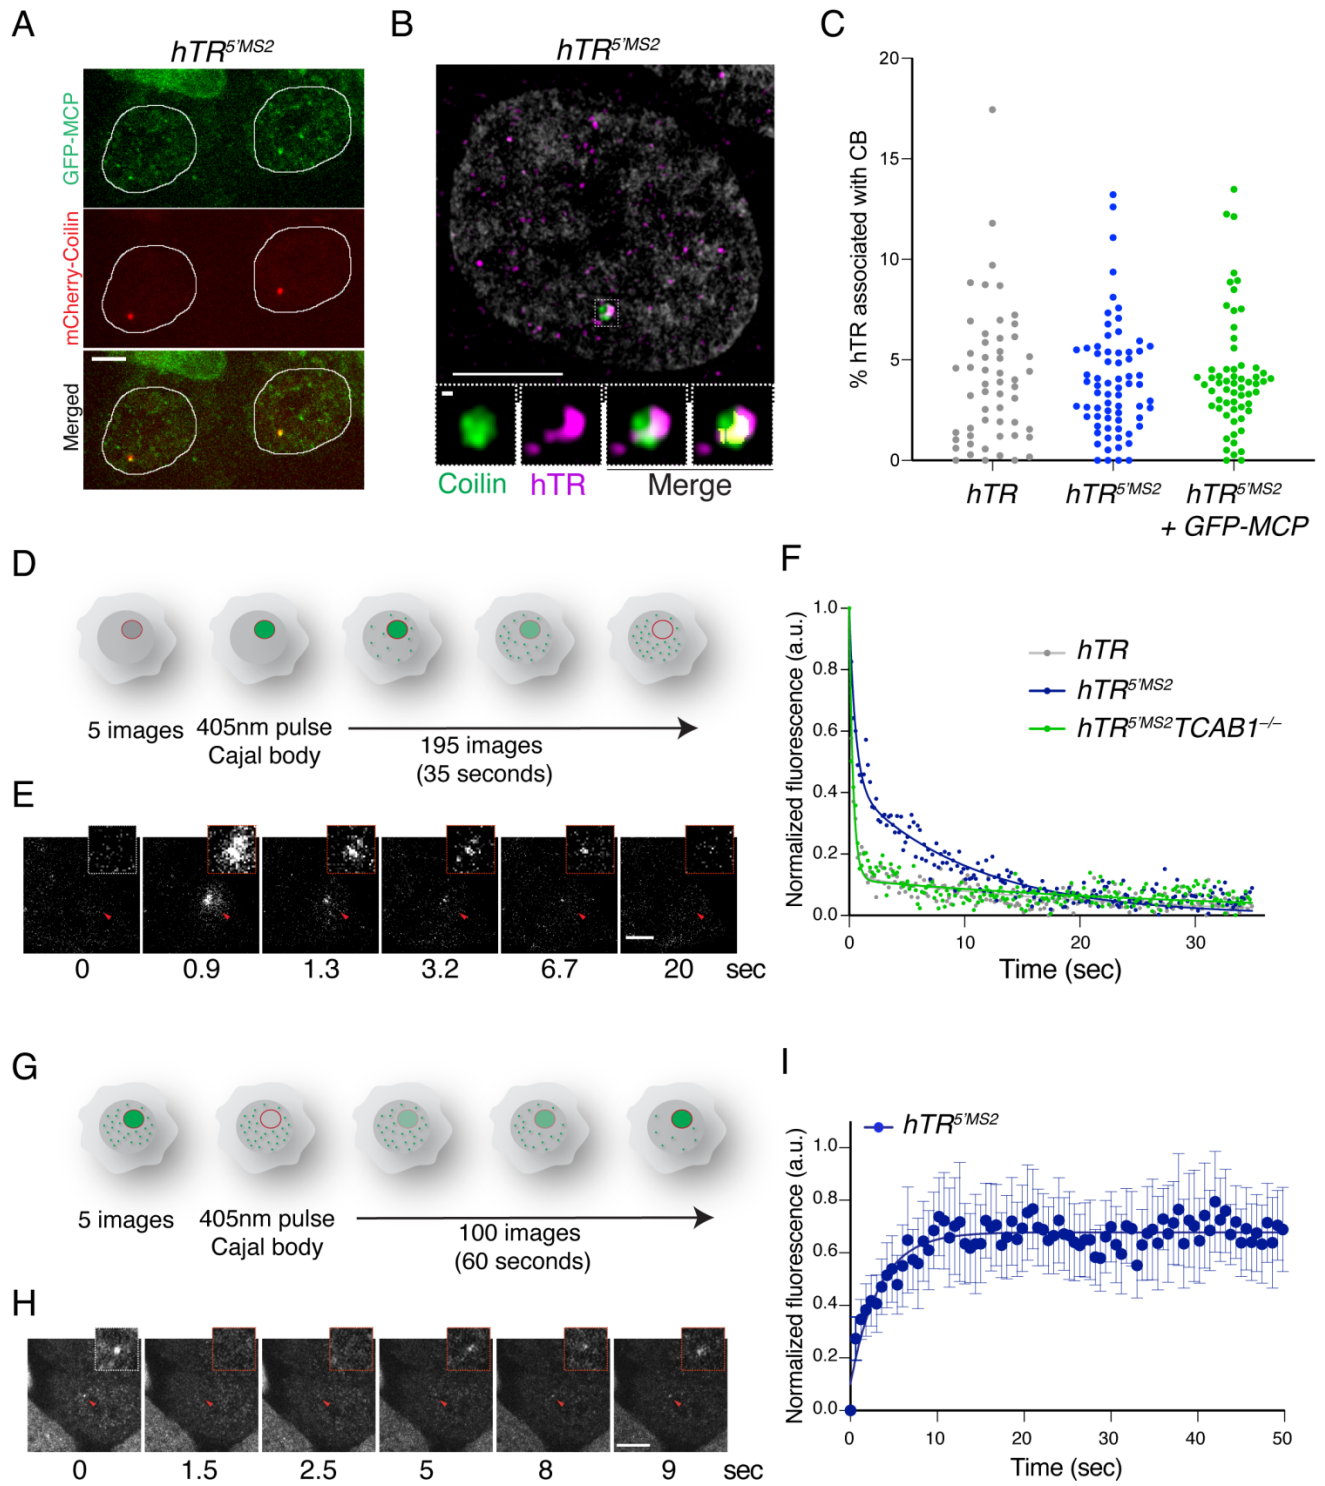 A
hTR5'MS2
GFP-MCP
mCherry-Coilin
Merged
B
hTR5'MS2
Coilin hTR Merge
C
% hTR associated with CB
20
15
10
5
0
hTR hTR5'MS2 hTR5'MS2
+ GFP-MCP
D
5 images 405nm pulse
Cajal body
195 images
(35 seconds)
E
0 0.9 1.3 3.2 6.7 20 sec
F
Normalized fluorescence (a.u.)
1.0
0.8
0.6
0.4
0.2
0.0
hTR
hTR5'MS2
hTR5'MS2TCAB1–/–
0 10 20 30
Time (sec)
G
5 images 405nm pulse
Cajal body
100 images
(60 seconds)
H
0 1.5 2.5 5 8 9 sec
I
hTR5'MS2
Normalized fluorescence (a.u.)
1.0
0.8
0.6
0.4
0.2
0.0
0 10 20 30 40 50
Time (sec)